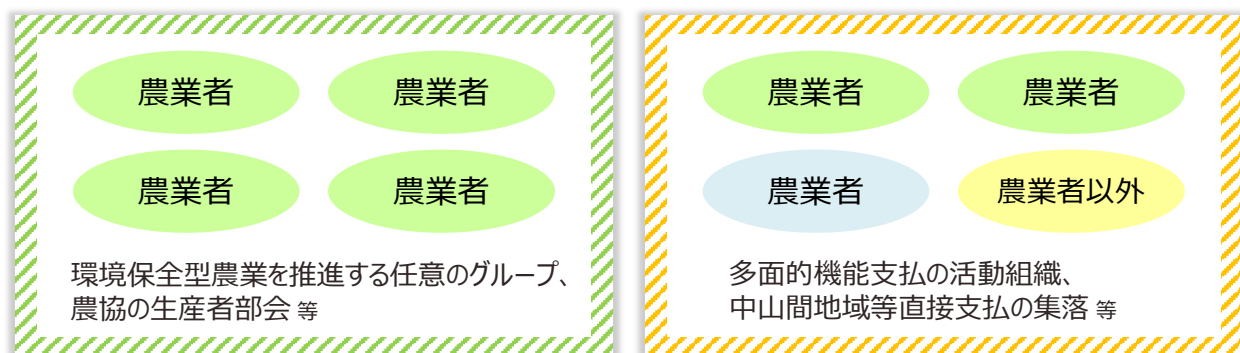 農業者
農業者
農業者
農業者
環境保全型農業を推進する任意のグループ、
農協の生産者部会 等
農業者
農業者
農業者
農業者以外
多面的機能支払の活動組織、
中山間地域等直接支払の集落 等